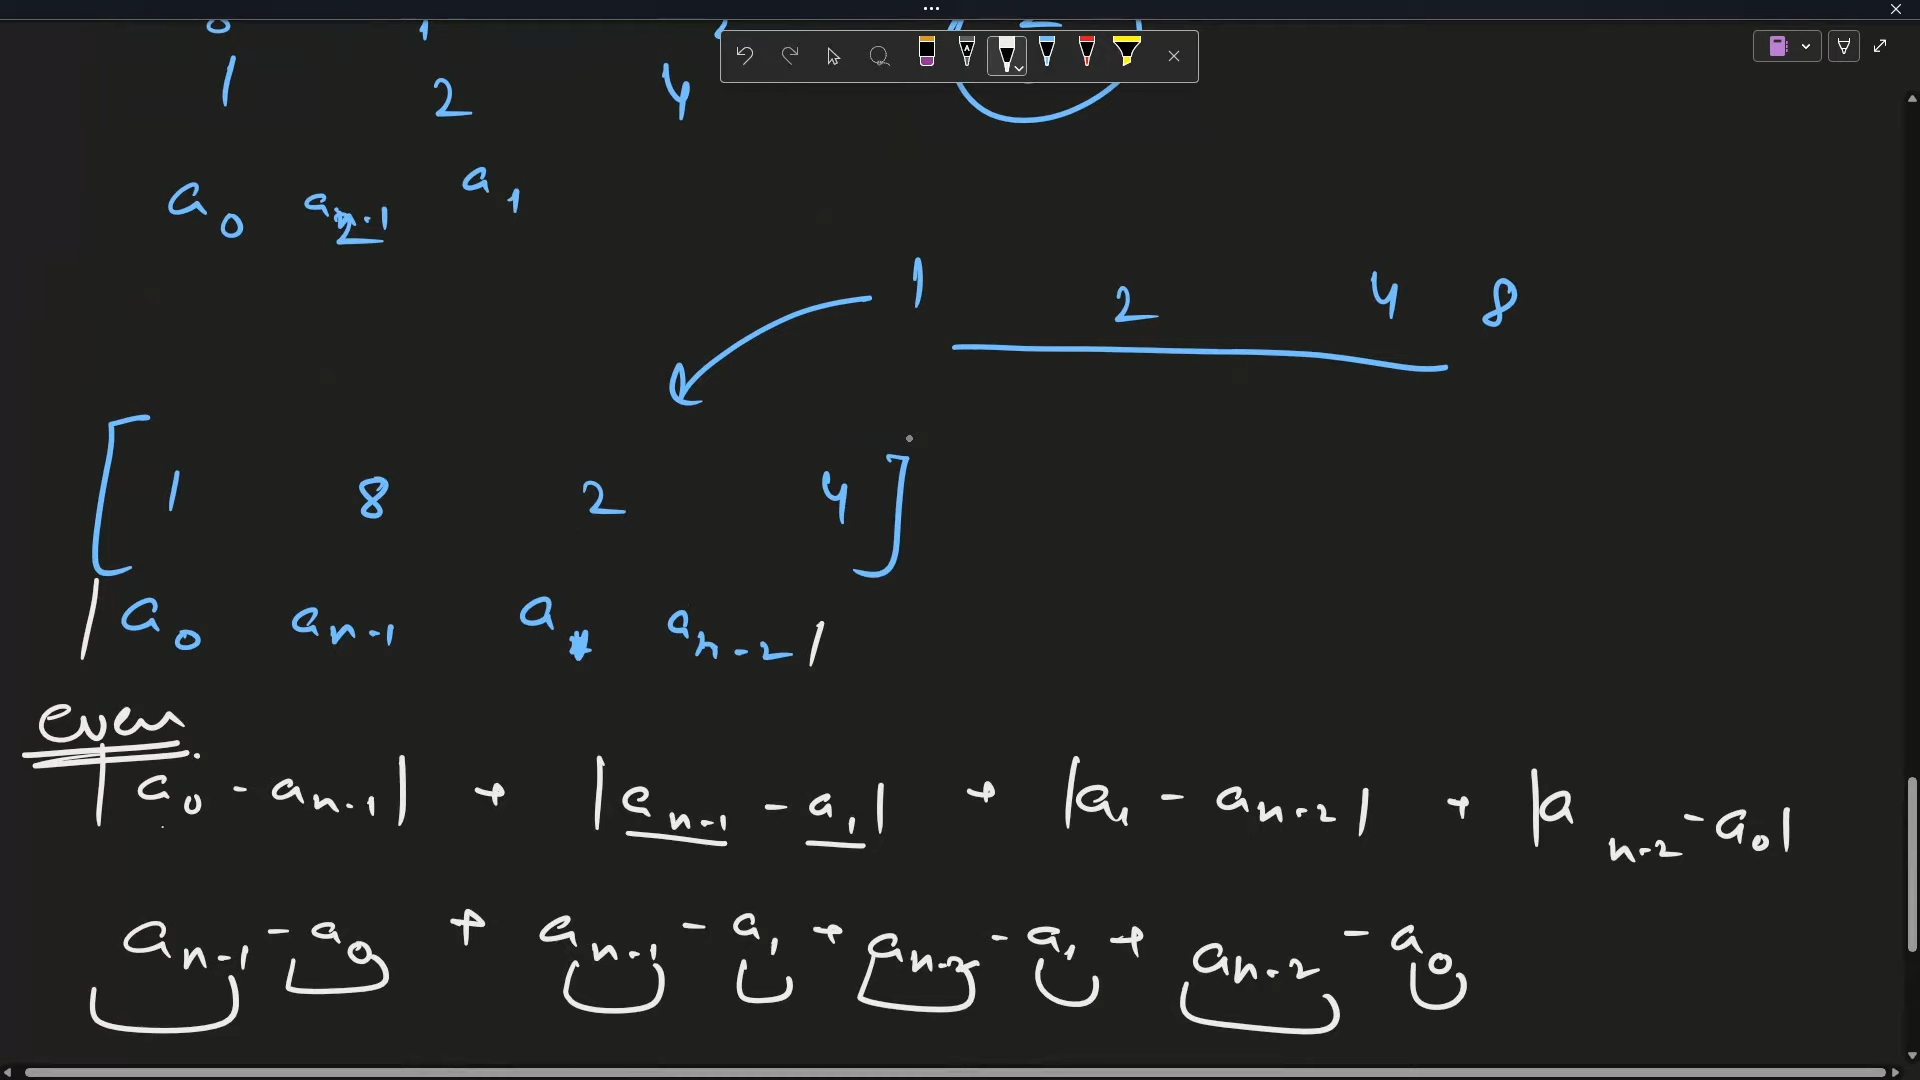 1 2 4
a0 an-1 a1
1 2 4 8
[1 8 2 4]
|a0 an-1 a an-2|
even
|a0 - an-1| + |an-1 - a1| + |a1 - an-2| + |an-2 - a0|
an-1 - a0 + an-1 - a1 + an-2 - a1 + an-2 - a0